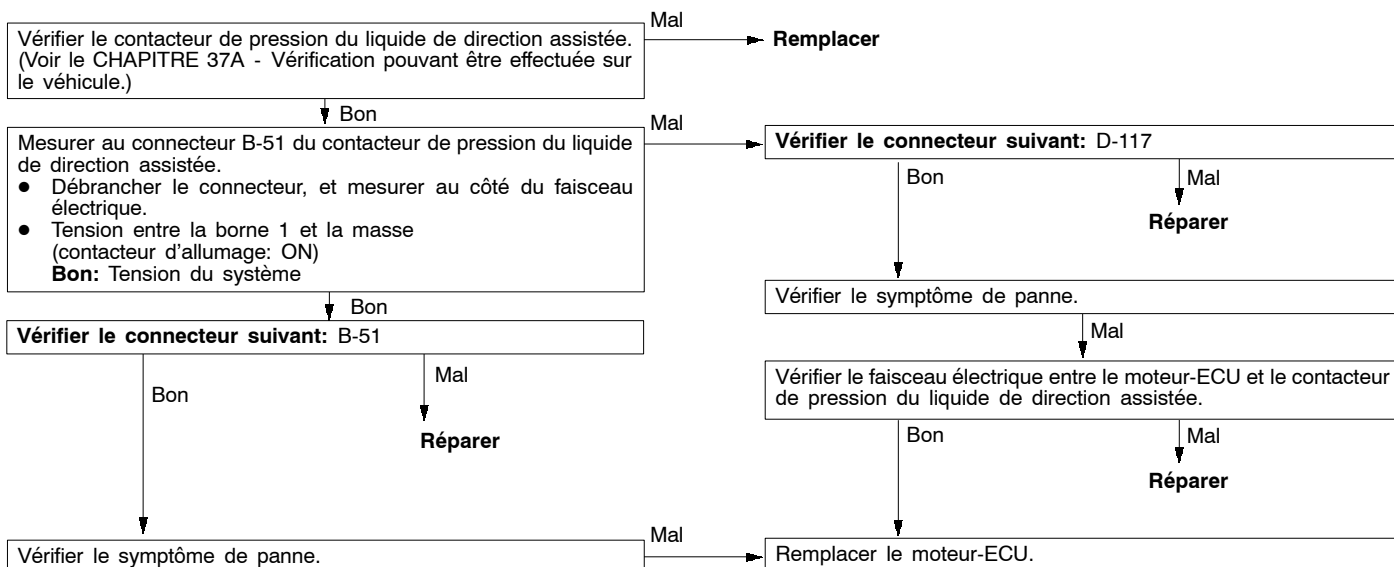 Mal
Vérifier le contacteur de pression du liquide de direction assistée.
(Voir le CHAPITRE 37A - Vérification pouvant être effectuée sur
le véhicule.)
Remplacer
Bon
Mal
Mesurer au connecteur B-51 du contacteur de pression du liquide
de direction assistée.
● Débrancher le connecteur, et mesurer au côté du faisceau
électrique.
● Tension entre la borne 1 et la masse
(contacteur d'allumage: ON)
Bon: Tension du système
Vérifier le connecteur suivant: D-117
Bon
Mal
Réparer
Vérifier le symptôme de panne.
Bon
Mal
Vérifier le connecteur suivant: B-51
Bon
Mal
Réparer
Vérifier le faisceau électrique entre le moteur-ECU et le contacteur
de pression du liquide de direction assistée.
Bon
Mal
Réparer
Vérifier le symptôme de panne.
Mal
Remplacer le moteur-ECU.